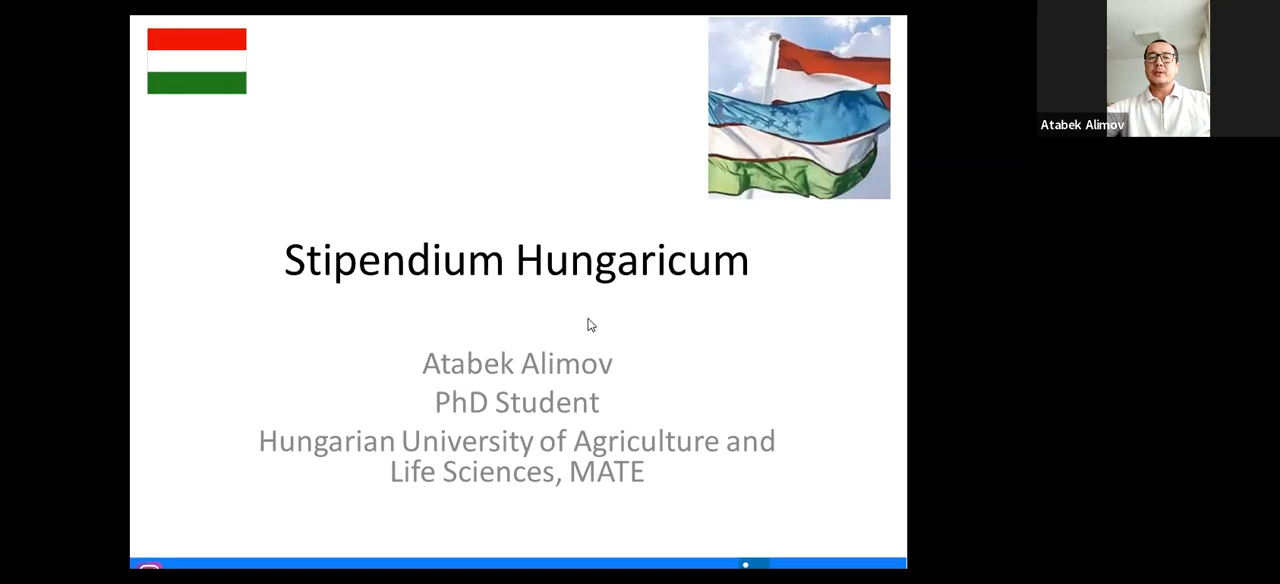 Stipendium Hungaricum
Atabek Alimov
PhD Student
Hungarian University of Agriculture and
Life Sciences, MATE
Atabek Alimov